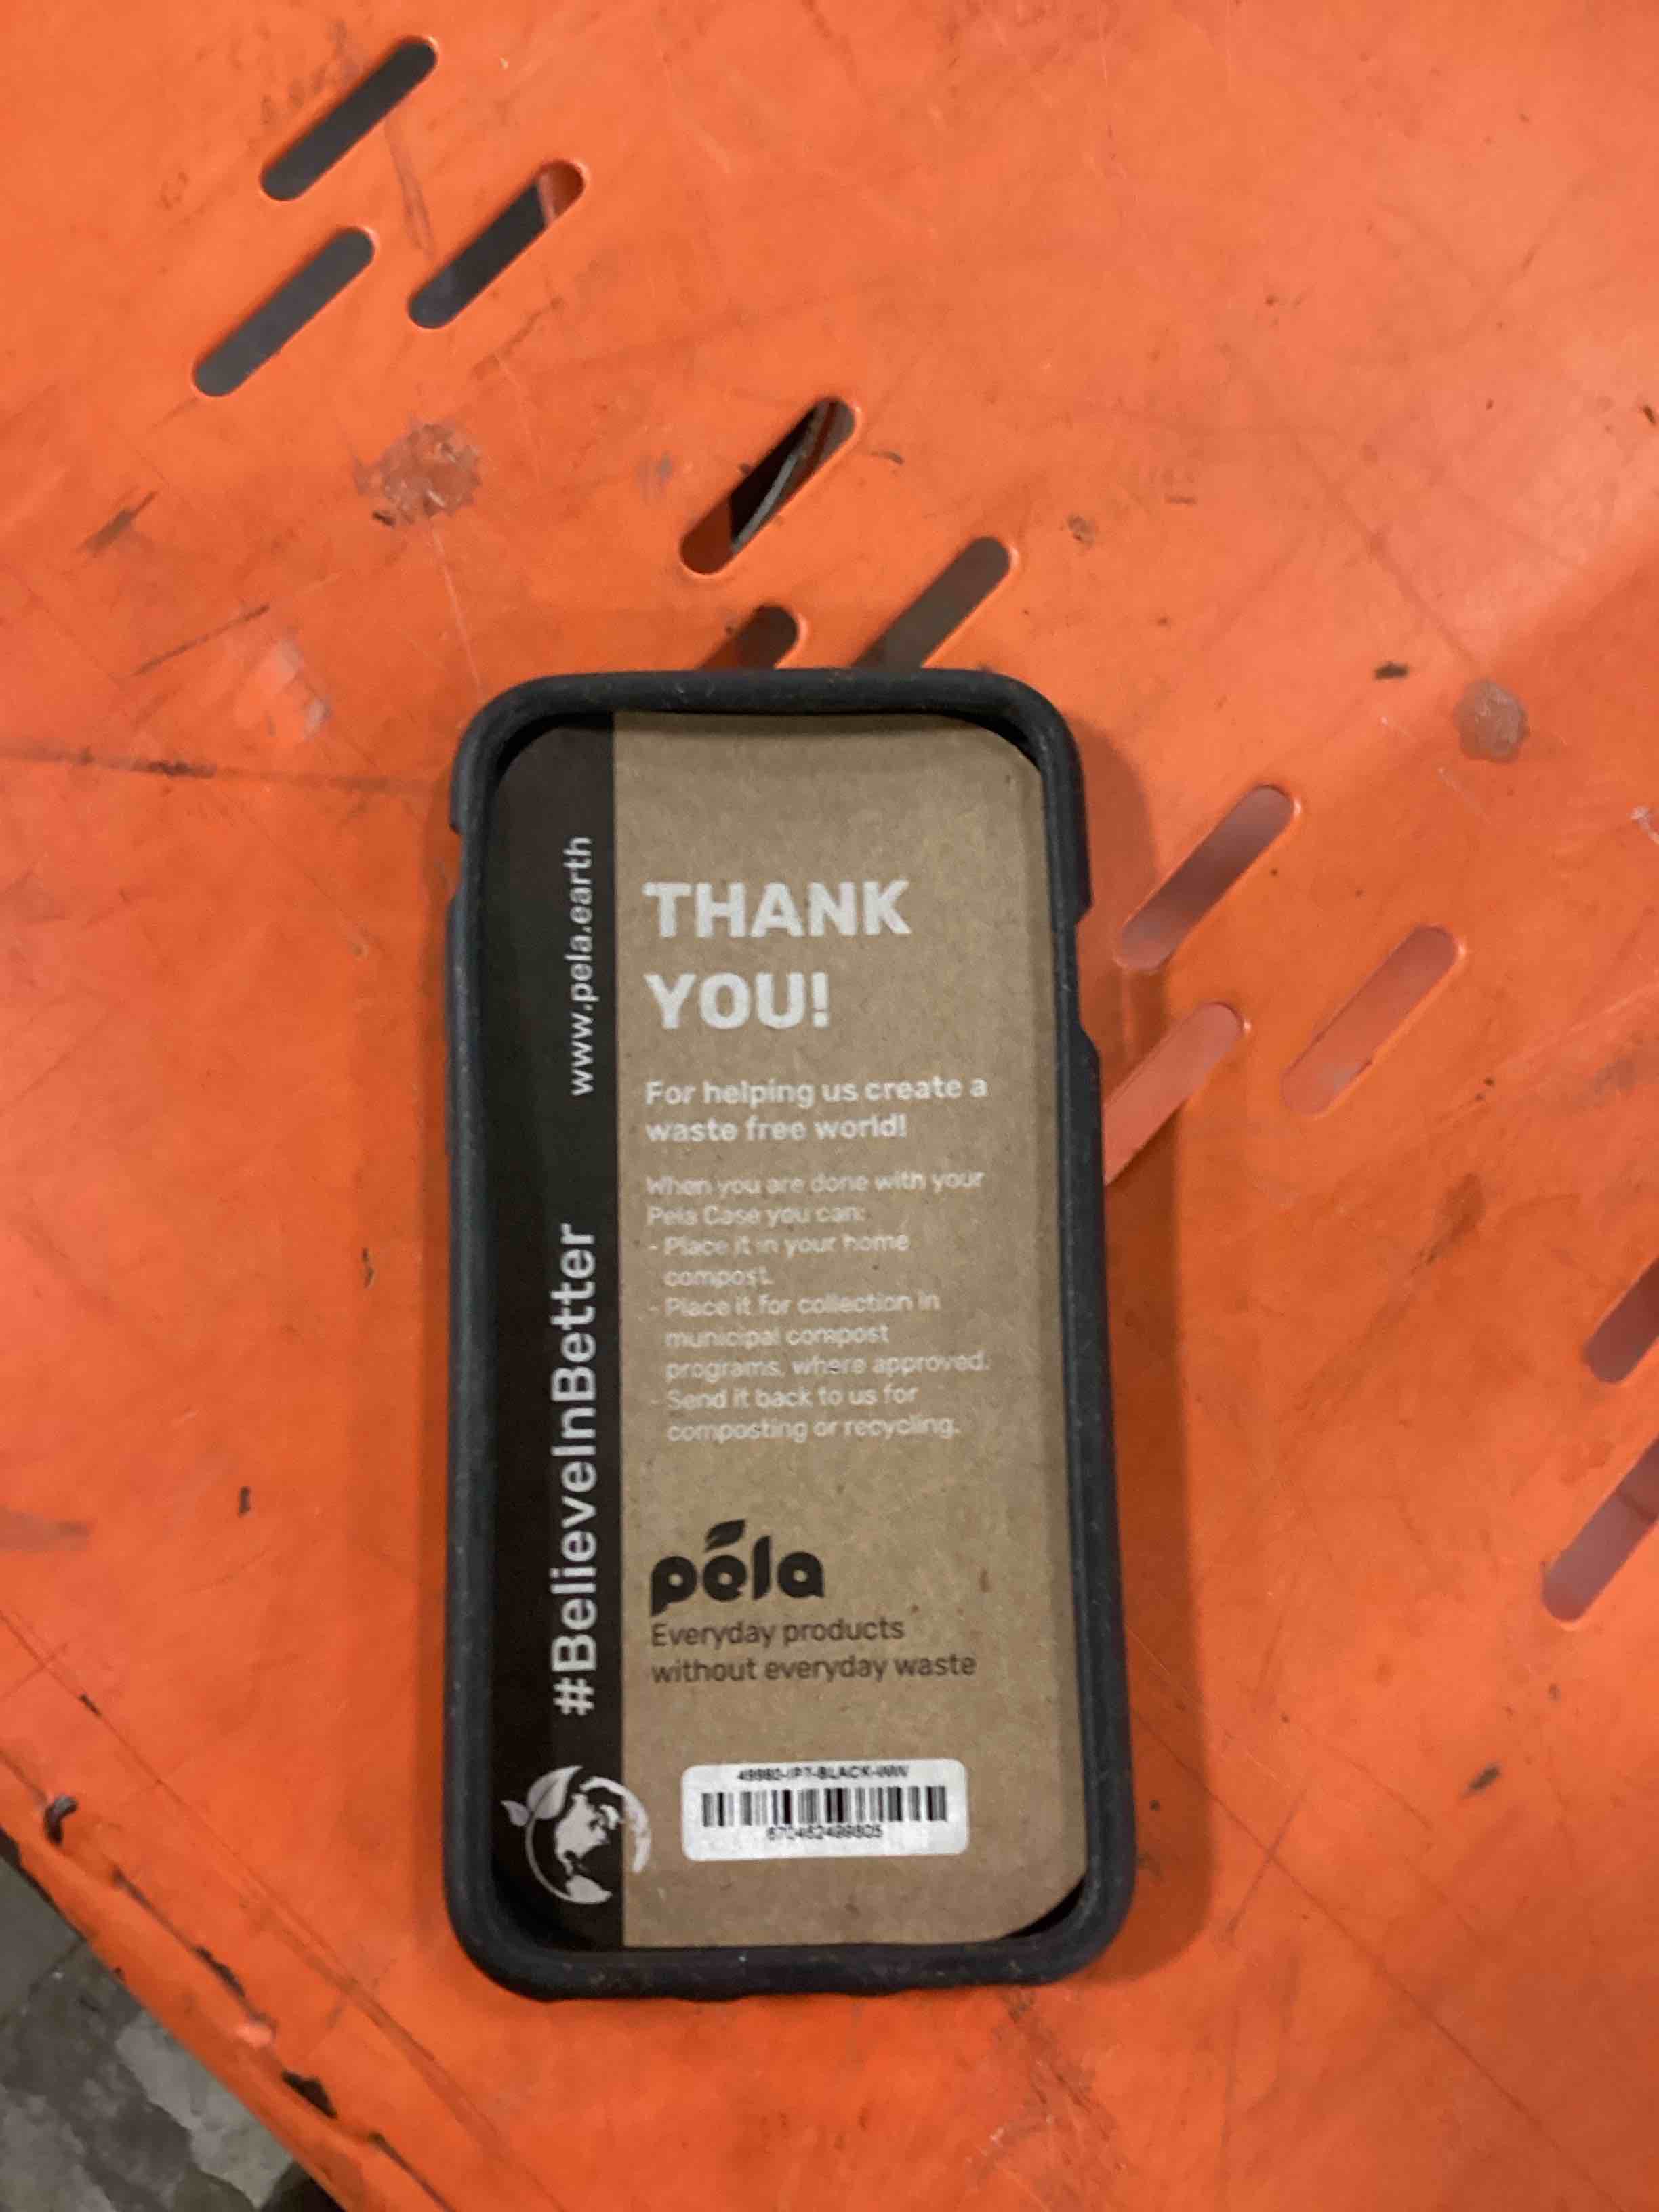 www.pela.earth
#BelieveInBetter
THANK
YOU!
For helping us create a
waste free world!
When you are done with your
Pela Case you can:
- Place it in your home
compost.
- Place it for collection in
municipal compost
programs, where approved.
- Send it back to us for
composting or recycling.
pela
Everyday products
without everyday waste